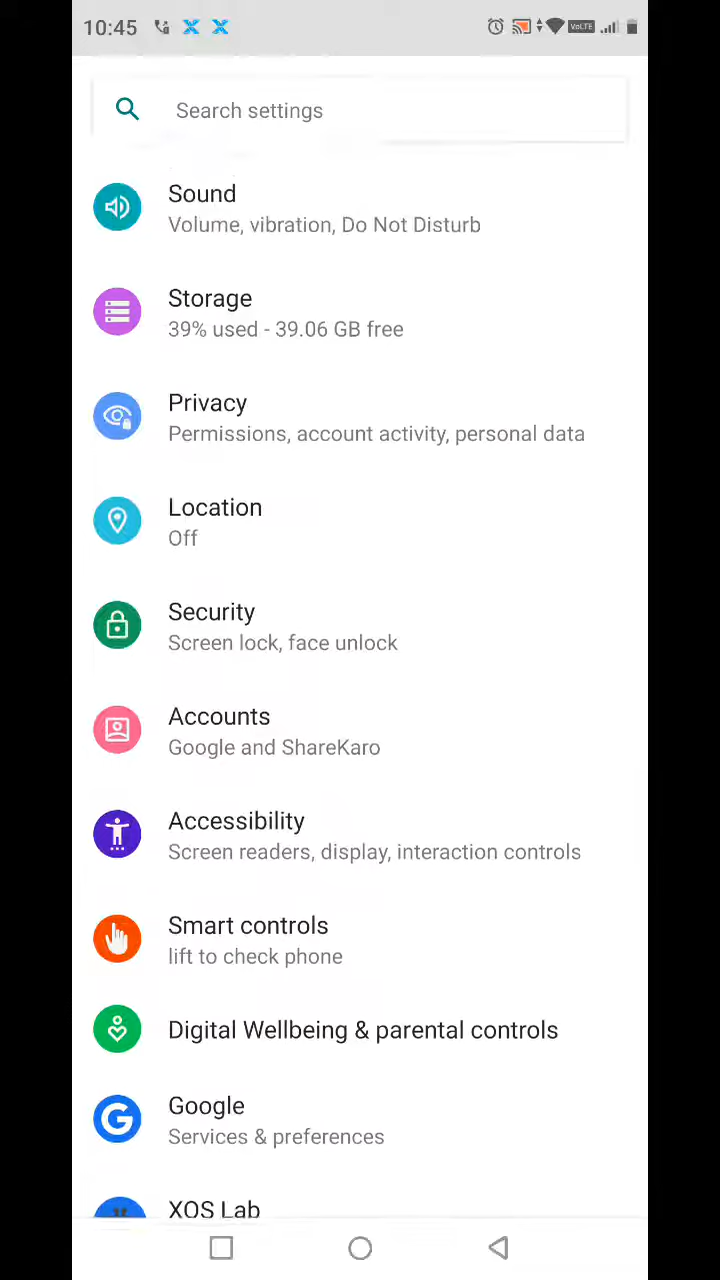 10:45
VoLTE
Search settings
Sound
Volume, vibration, Do Not Disturb
Storage
39% used - 39.06 GB free
Privacy
Permissions, account activity, personal data
Location
Off
Security
Screen lock, face unlock
Accounts
Google and ShareKaro
Accessibility
Screen readers, display, interaction controls
Smart controls
lift to check phone
Digital Wellbeing & parental controls
Google
Services & preferences
XOS Lab